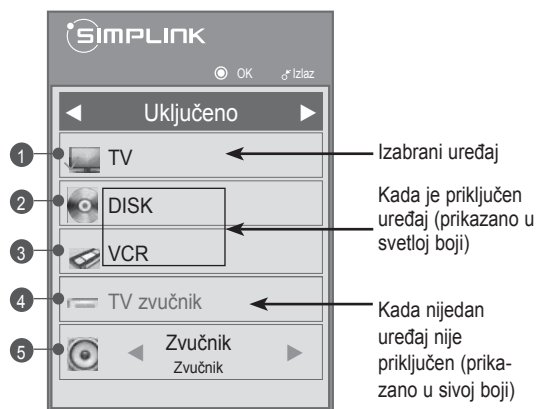 SIMPLINK
OK Izlaz
Uključeno
1 TV
2 DISK
3 VCR
4 TV zvučnik
5 Zvučnik
Zvučnik
Izabrani uređaj
Kada je priključen
uređaj (prikazano u
svetloj boji)
Kada nijedan
uređaj nije
priključen (prika-
zano u sivoj boji)